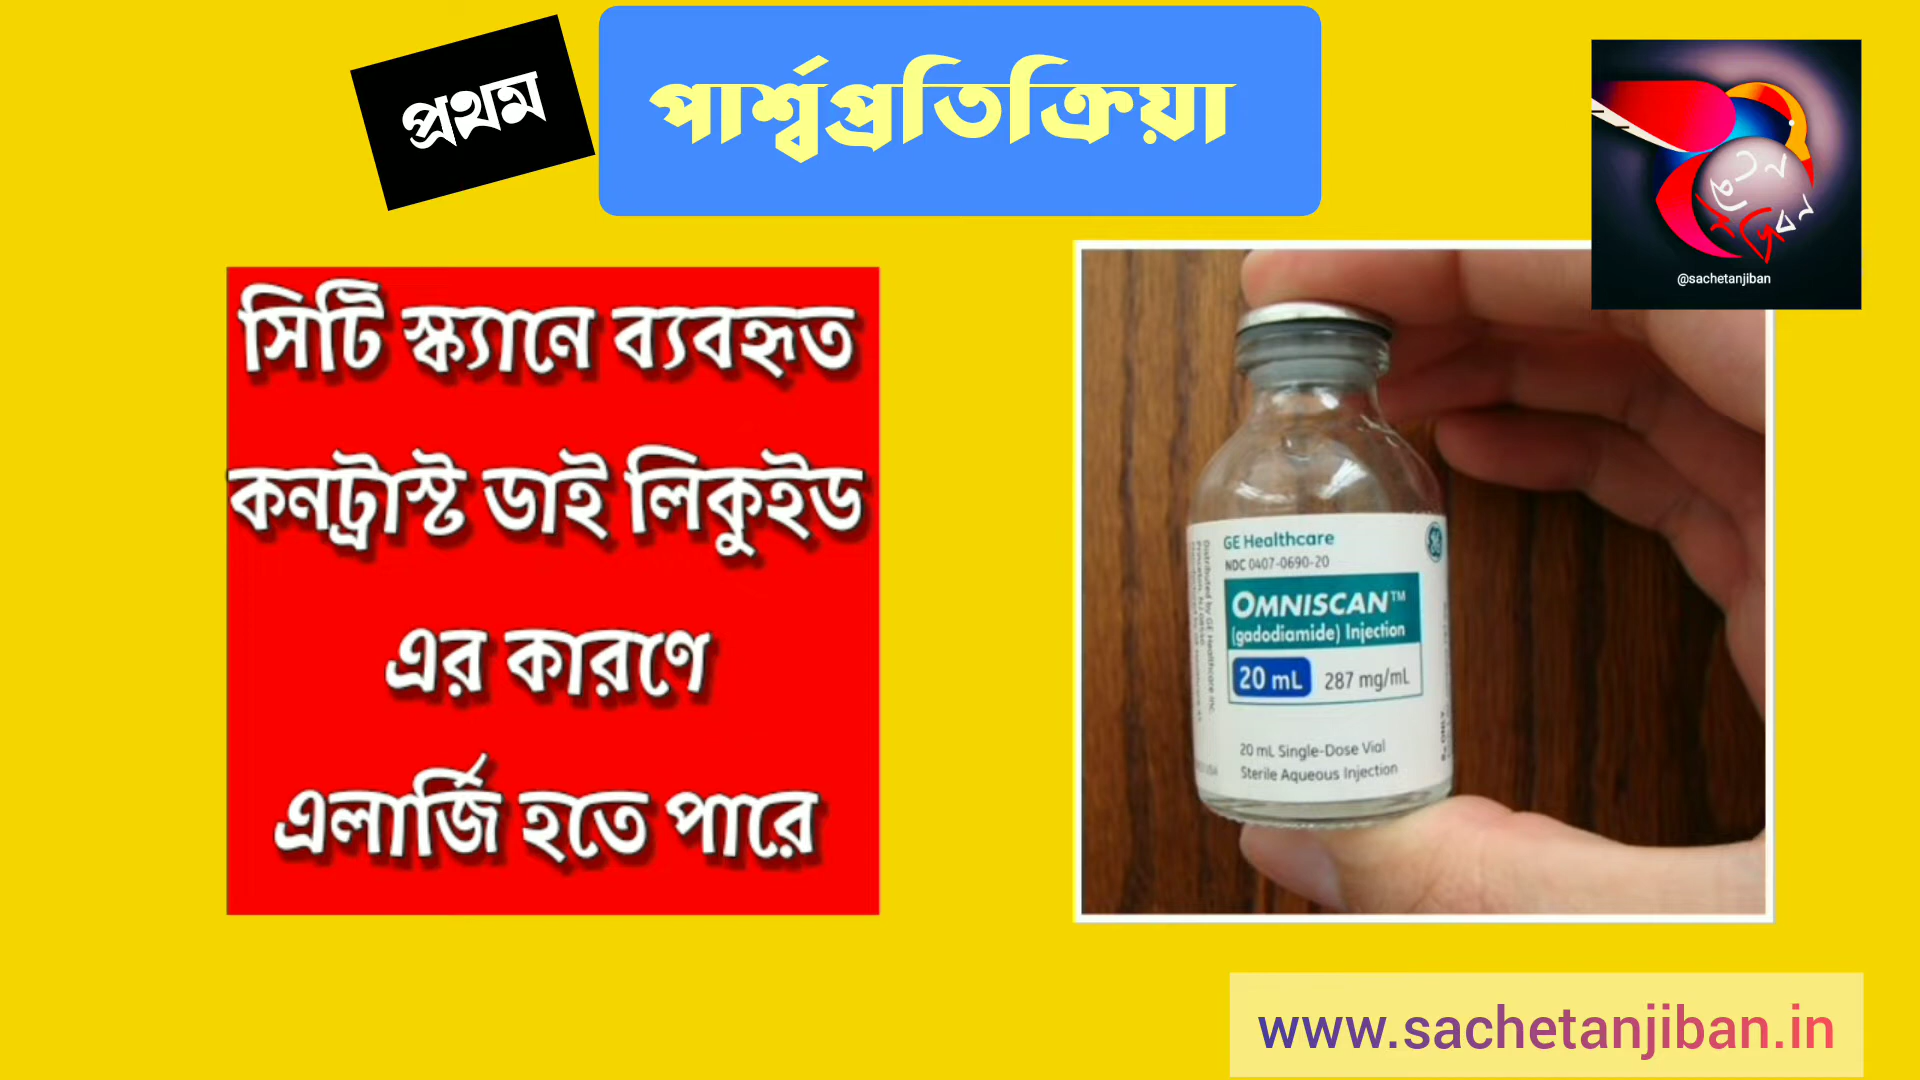 প্রথম
পার্শ্বপ্রতিক্রিয়া
@sachetanjiban
সিটি স্ক্যানে ব্যবহৃত
কনট্রাস্ট ডাই লিকুইড
এর কারণে
এলার্জি হতে পারে
GE Healthcare
NDC 0407-0690-20
OMNISCAN™
(gadodiamide) Injection
20 mL 287 mg/mL
20 mL Single-Dose Vial
Sterile Aqueous Injection
www.sachetanjiban.in